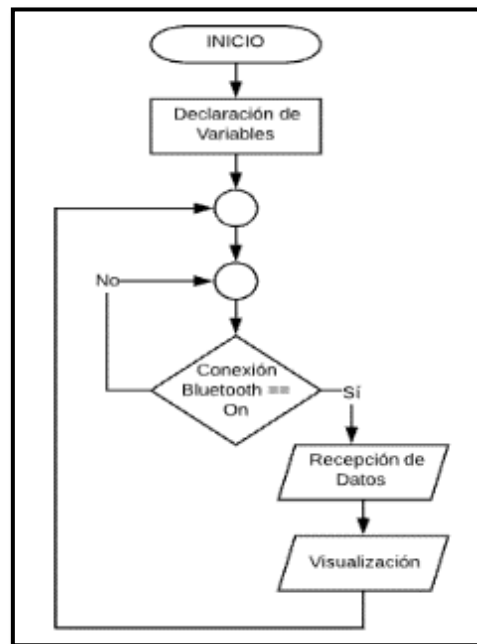 INICIO
Declaración de
Variables
No
Conexión
Bluetooth ==
On
Sí
Recepción de
Datos
Visualización